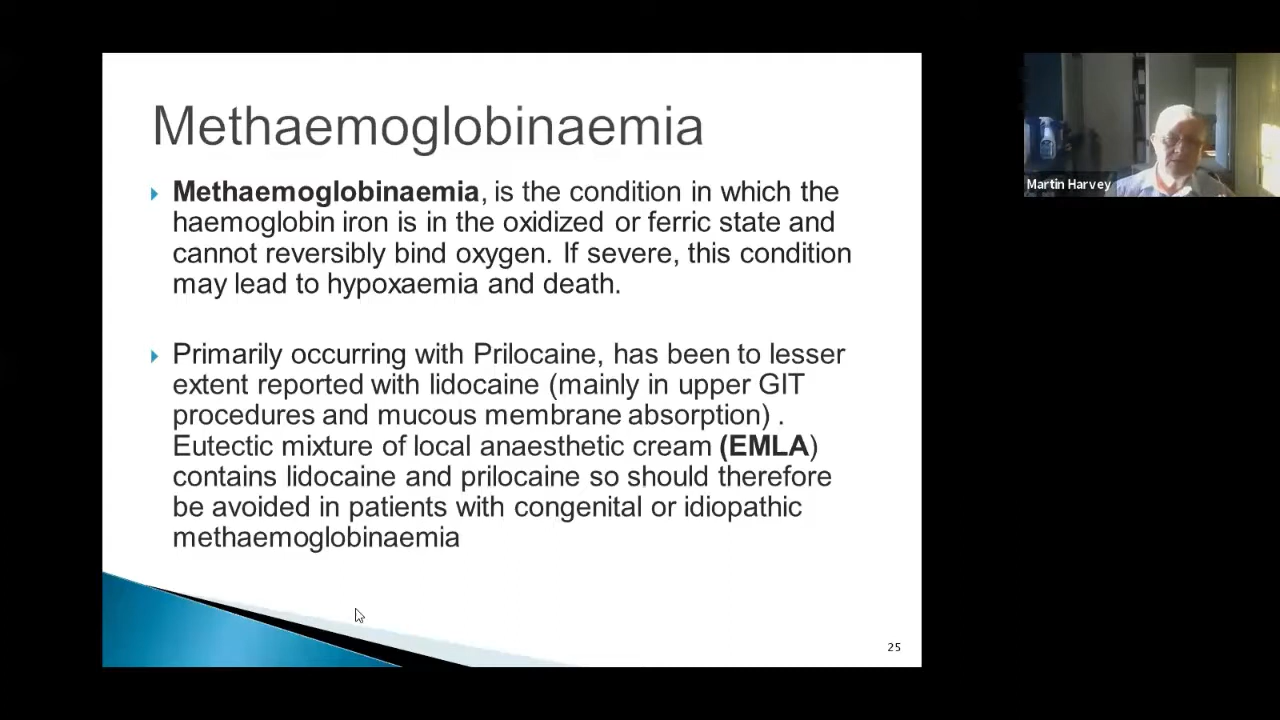 Methaemoglobinaemia
Methaemoglobinaemia, is the condition in which the
haemoglobin iron is in the oxidized or ferric state and
cannot reversibly bind oxygen. If severe, this condition
may lead to hypoxaemia and death.
Primarily occurring with Prilocaine, has been to lesser
extent reported with lidocaine (mainly in upper GIT
procedures and mucous membrane absorption) .
Eutectic mixture of local anaesthetic cream (EMLA)
contains lidocaine and prilocaine so should therefore
be avoided in patients with congenital or idiopathic
methaemoglobinaemia
25
Martin Harvey